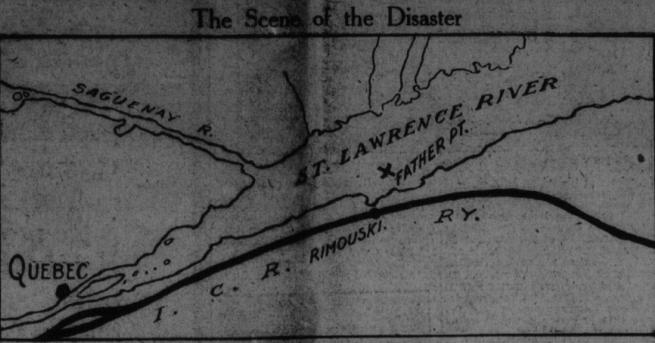 The Scene of the Disaster
SAGUENAY R.
ST. LAWRENCE RIVER
FATHER PT.
QUEBEC
I. C. R. RY.
RIMOUSKI.